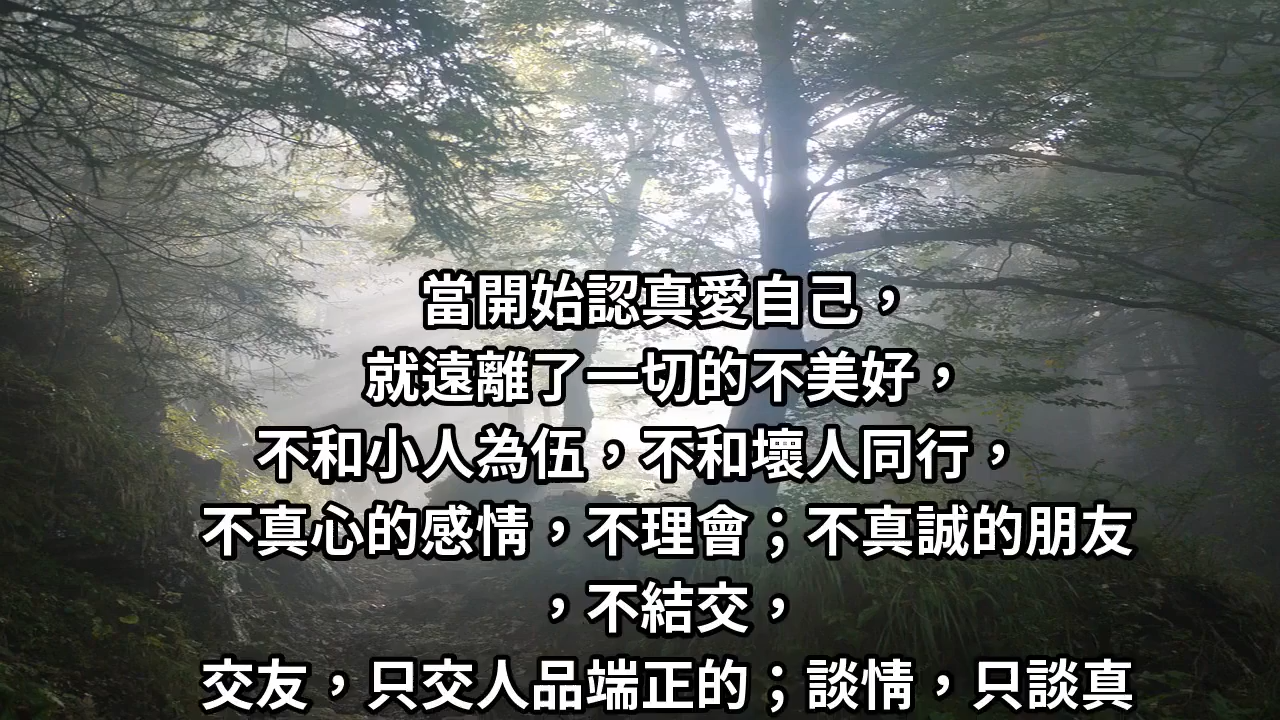 當開始認真愛自己，
就遠離了一切的不美好，
不和小人為伍，不和壞人同行，
不真心的感情，不理會；不真誠的朋友
，不結交，
交友，只交人品端正的；談情，只談真